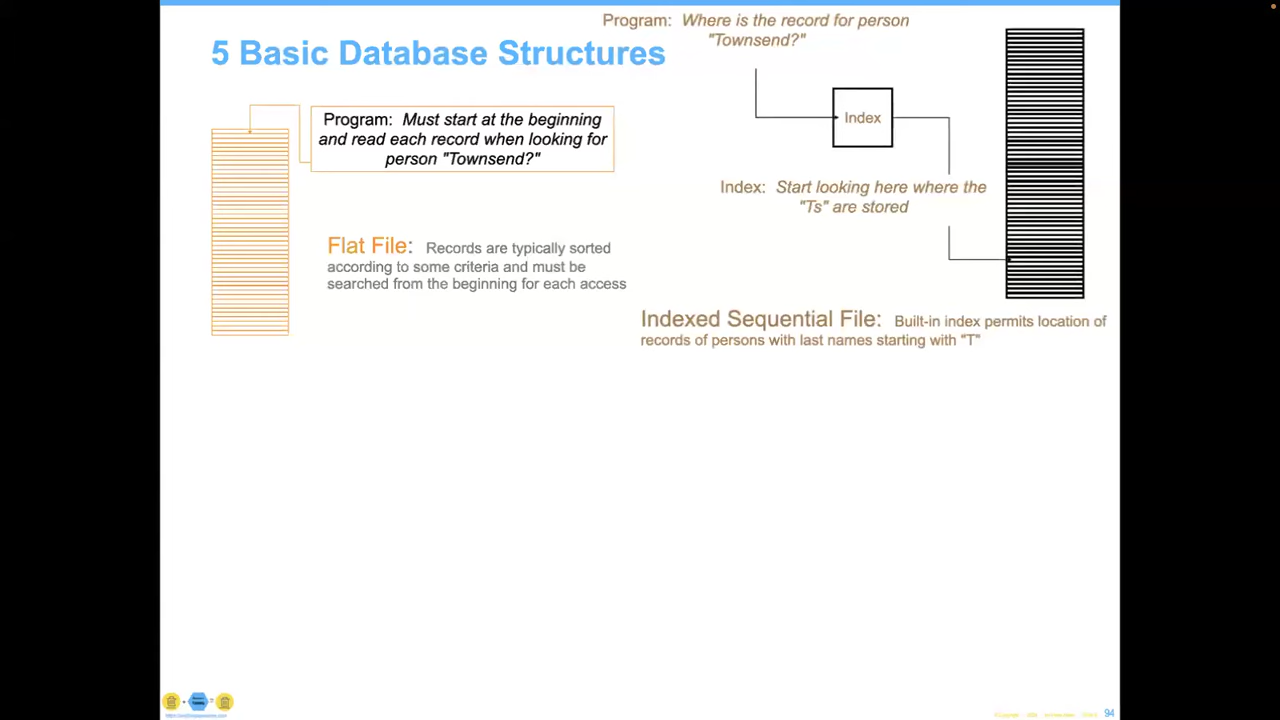 5 Basic Database Structures
Program: Must start at the beginning
and read each record when looking for
person "Townsend?"
Flat File: Records are typically sorted
according to some criteria and must be
searched from the beginning for each access
Program: Where is the record for person
"Townsend?"
Index
Index: Start looking here where the
"Ts" are stored
Indexed Sequential File: Built-in index permits location of
records of persons with last names starting with "T"
94